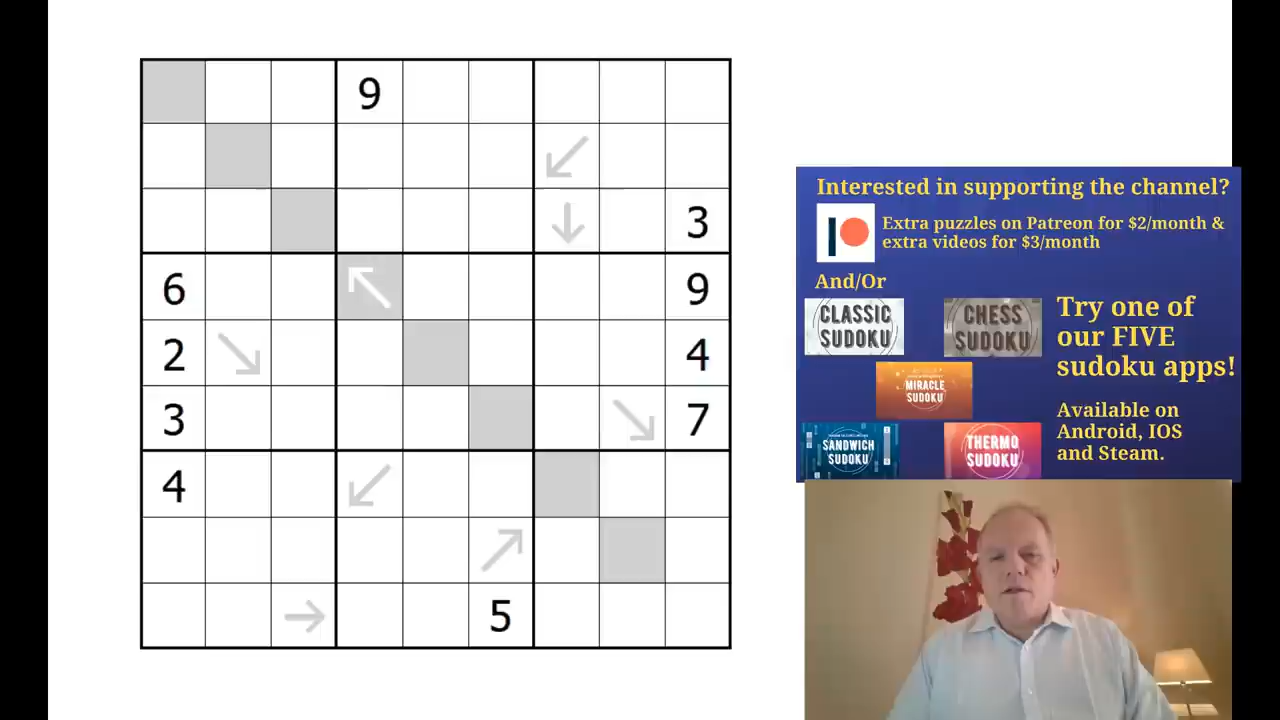 9
3
6 9
2 4
3 7
4
5
Interested in supporting the channel?
Extra puzzles on Patreon for $2/month &
extra videos for $3/month
And/Or
CLASSIC
SUDOKU
CHESS
SUDOKU
MIRACLE
SUDOKU
SANDWICH
SUDOKU
THERMO
SUDOKU
Try one of
our FIVE
sudoku apps!
Available on
Android, IOS
and Steam.